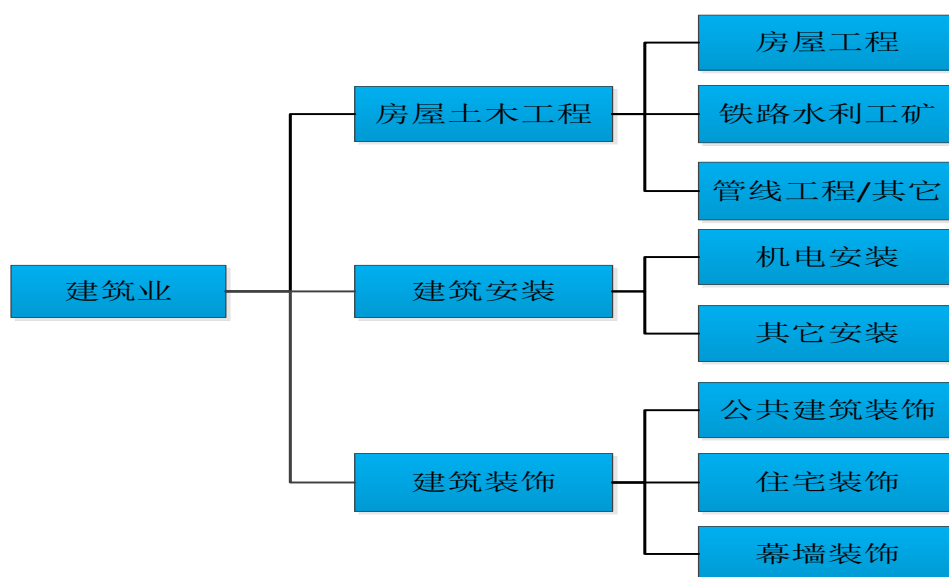 房屋工程
房屋土木工程
铁路水利工矿
管线工程/其它
机电安装
建筑业
建筑安装
其它安装
公共建筑装饰
建筑装饰
住宅装饰
幕墙装饰